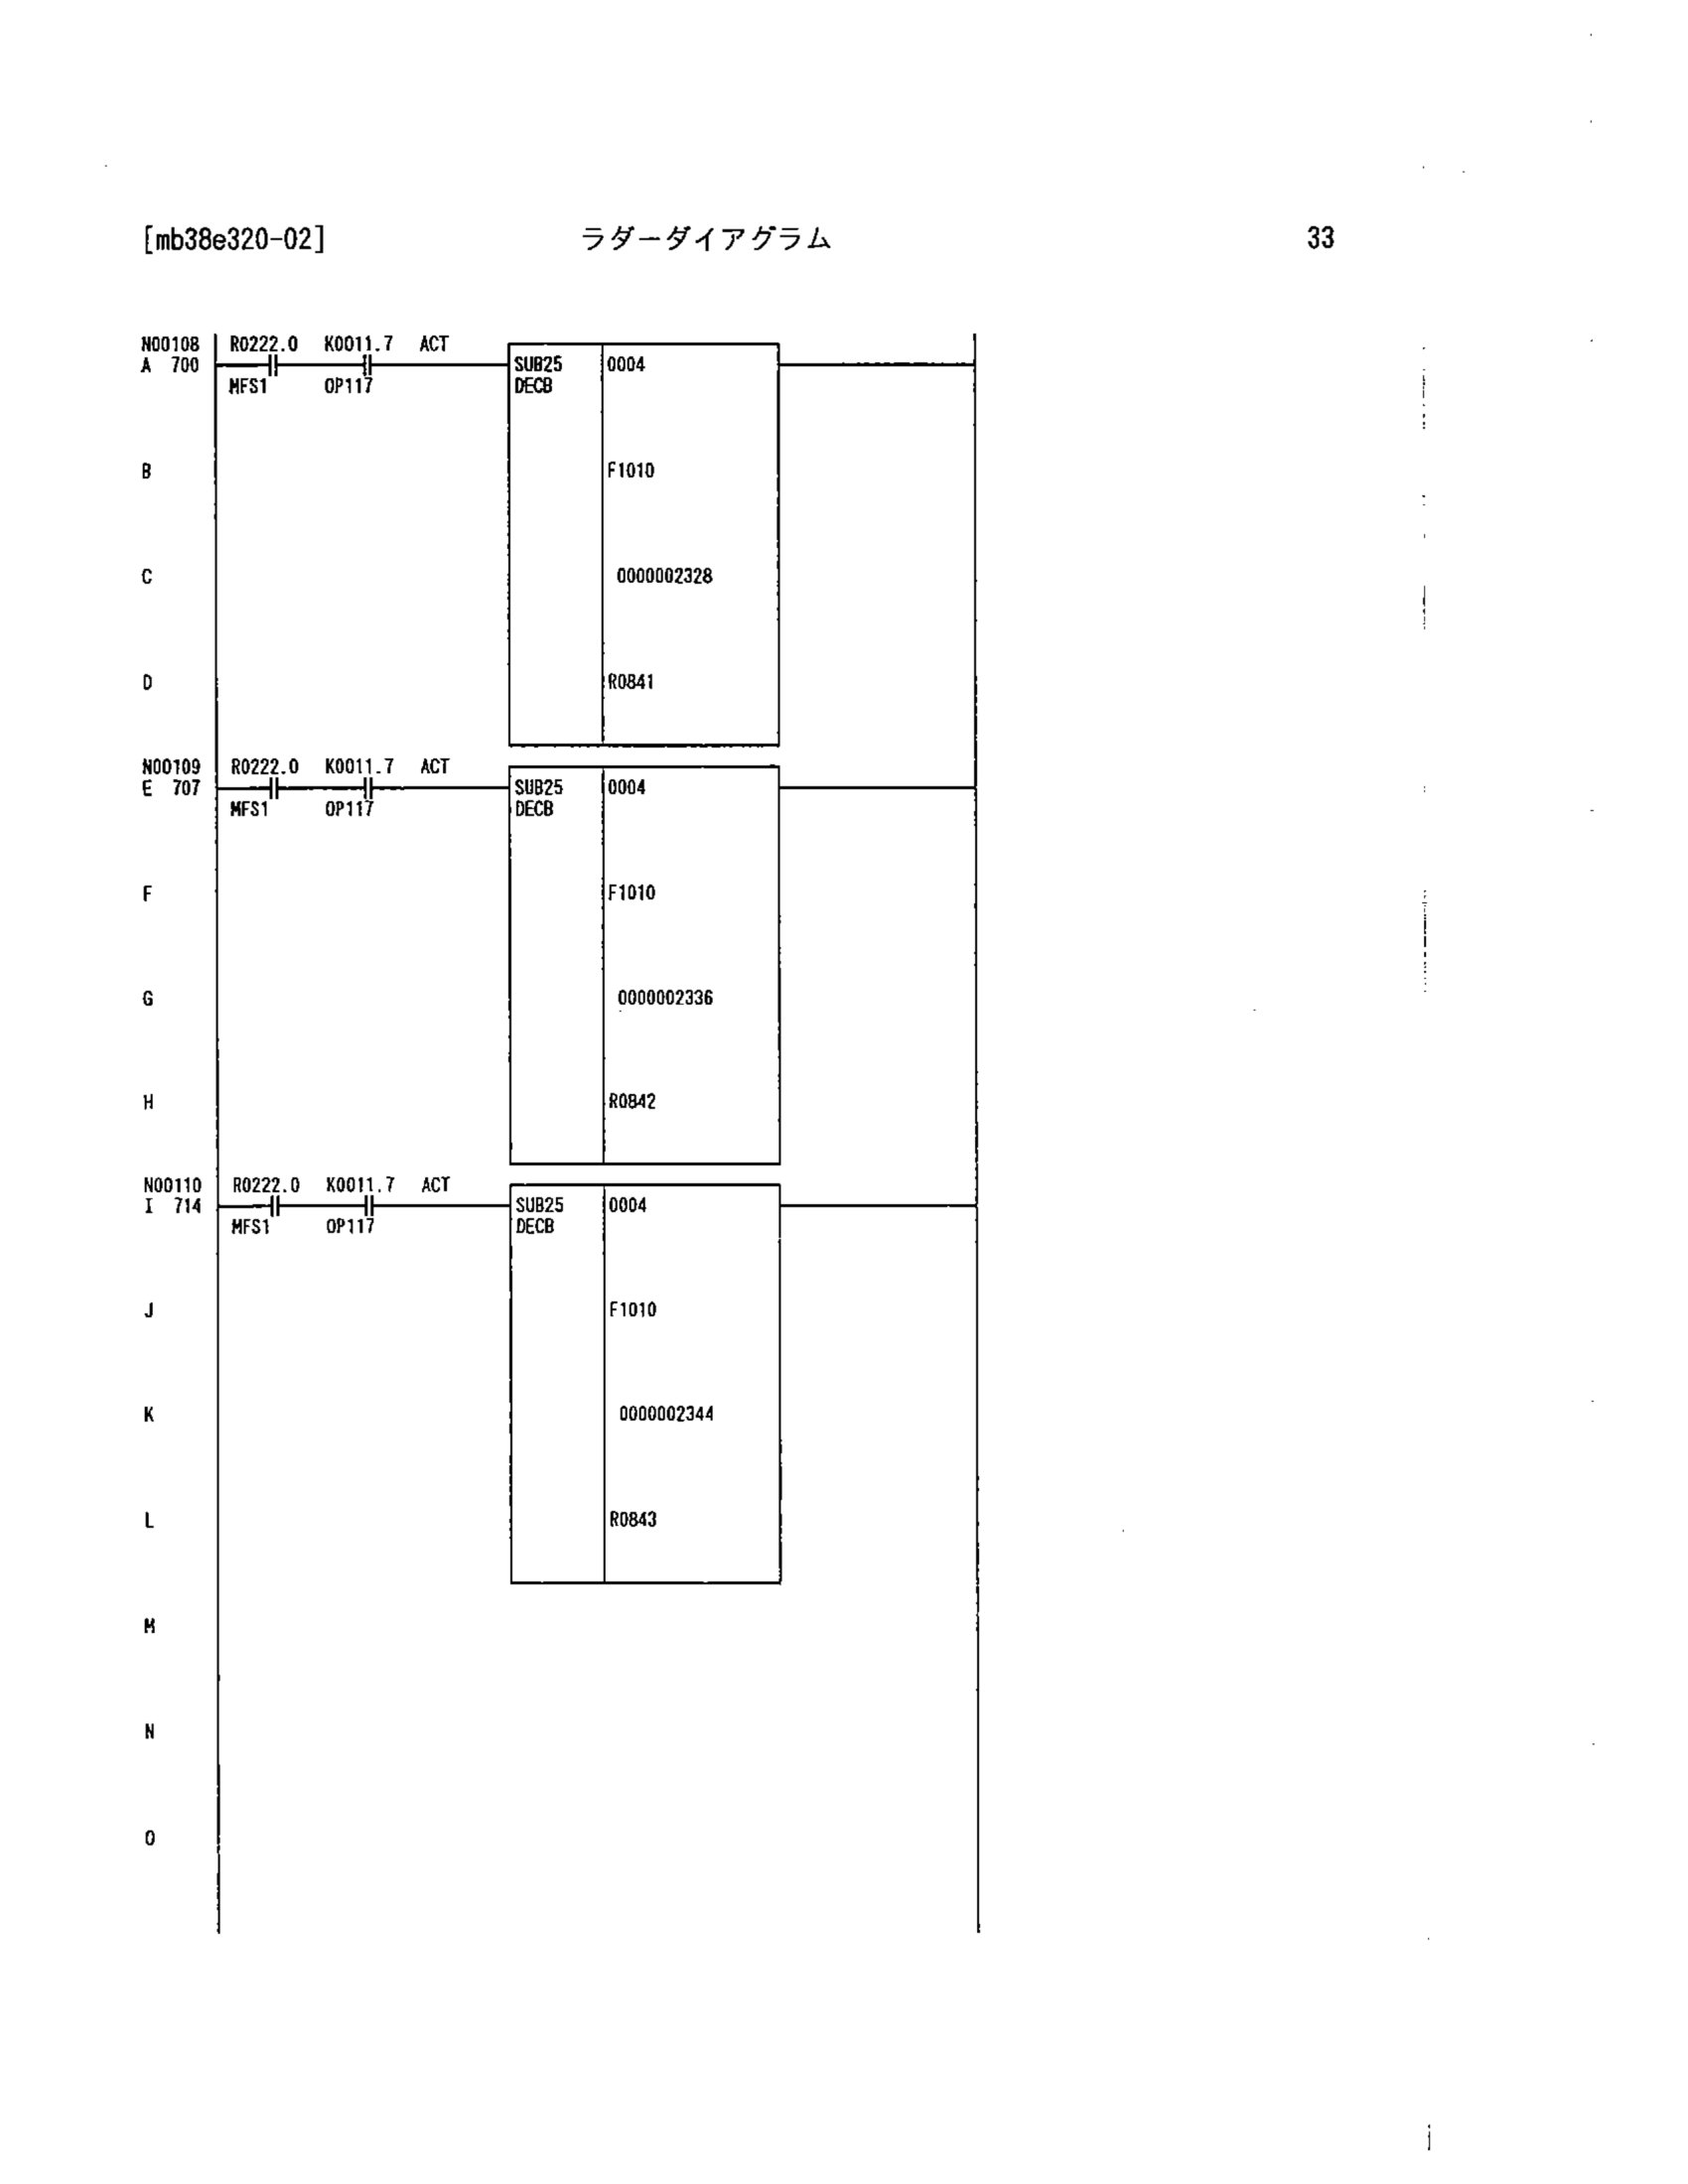 [mb38e320-02] ラダーダイアグラム 33
N00108 R0222.0 K0011.7 ACT
A 700 SUB25 0004
MFS1 OP117 DECB
B F1010
C 0000002328
D R0841
N00109 R0222.0 K0011.7 ACT
E 707 SUB25 0004
MFS1 OP117 DECB
F F1010
G 0000002336
H R0842
N00110 R0222.0 K0011.7 ACT
I 714 SUB25 0004
MFS1 OP117 DECB
J F1010
K 0000002344
L R0843
M
N
O